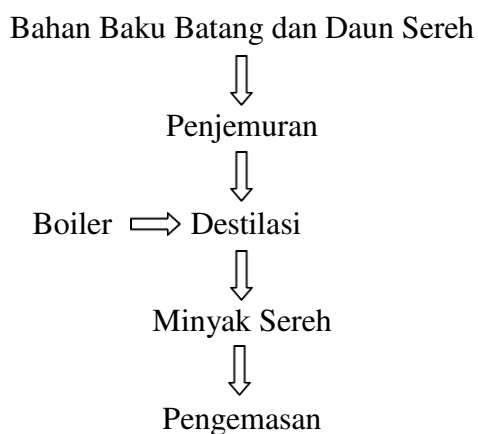 Bahan Baku Batang dan Daun Sereh
Penjemuran
Boiler Destilasi
Minyak Sereh
Pengemasan